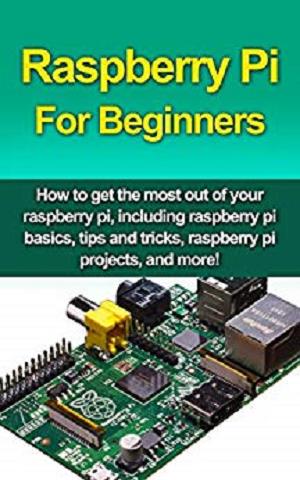 Raspberry Pi
For Beginners
How to get the most out of your
raspberry pi, including raspberry pi
basics, tips and tricks, raspberry pi
projects, and more!